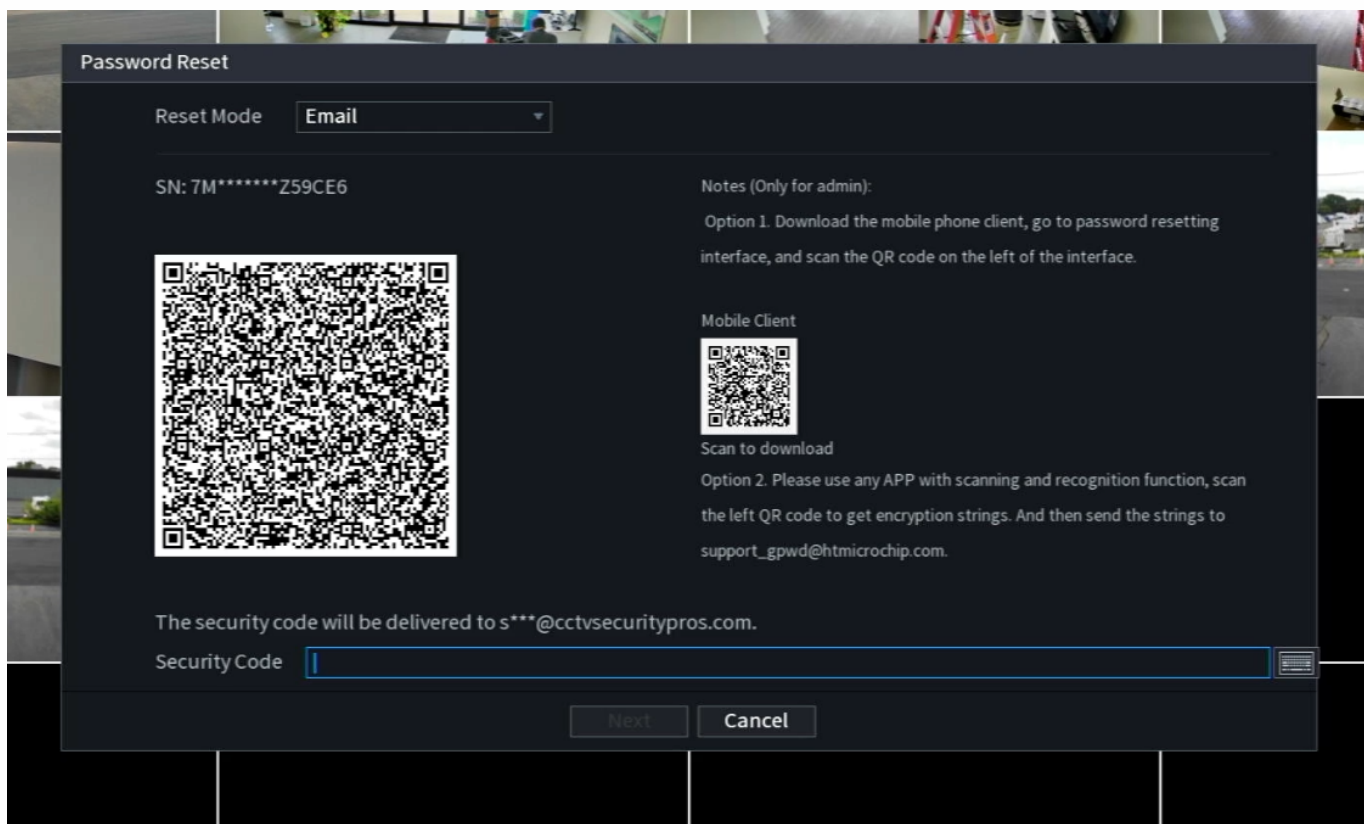 Password Reset
Reset Mode
Email
SN: 7M*******Z59CE6
Notes (Only for admin):
Option 1. Download the mobile phone client, go to password resetting
interface, and scan the QR code on the left of the interface.
Mobile Client
Scan to download
Option 2. Please use any APP with scanning and recognition function, scan
the left QR code to get encryption strings. And then send the strings to
support_gpwd@htmicrochip.com.
The security code will be delivered to s***@cctvsecuritypros.com.
Security Code
Next
Cancel